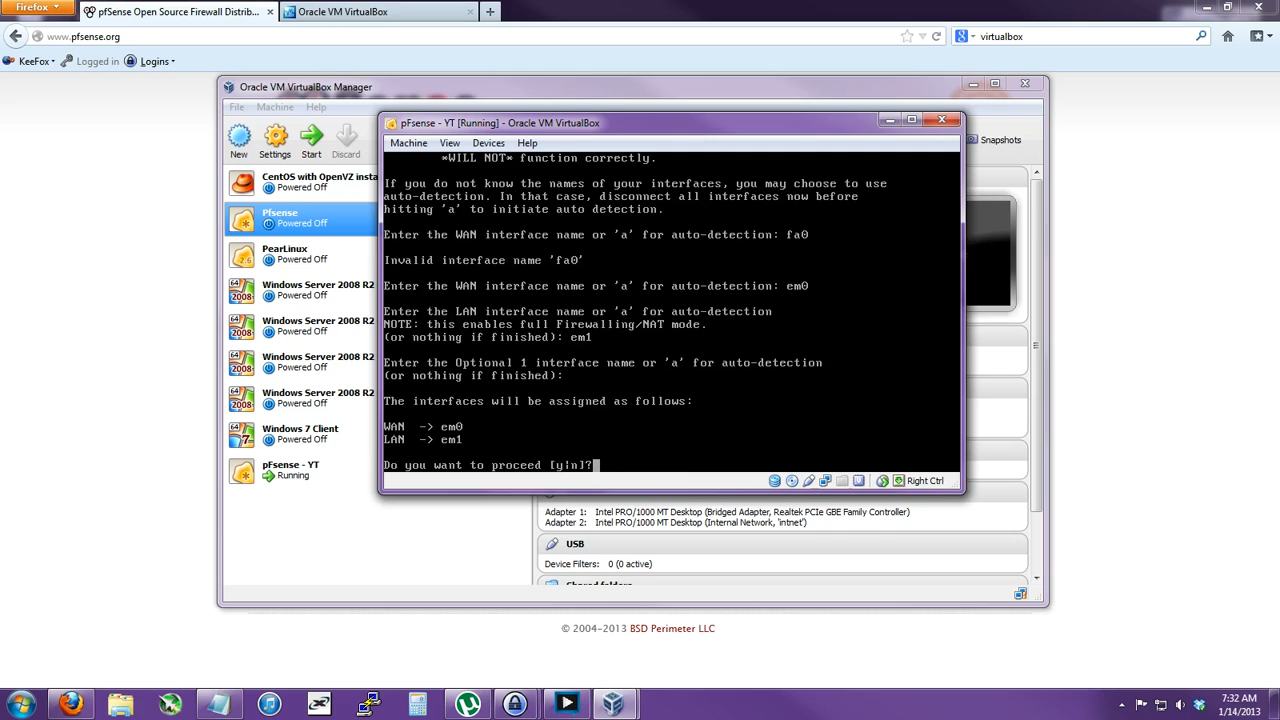 Firefox
pfSense Open Source Firewall Distrib...
Oracle VM VirtualBox
www.pfsense.org
virtualbox
KeeFox
Logged in
Logins
Oracle VM VirtualBox Manager
File Machine Help
New
Settings
Start
Discard
Snapshots
CentOS with OpenVZ insta
Powered Off
Pfsense
Powered Off
PearLinux
Powered Off
Windows Server 2008 R2
Powered Off
Windows Server 2008 R2
Powered Off
Windows Server 2008 R2
Powered Off
Windows Server 2008 R2
Powered Off
Windows 7 Client
Powered Off
pfSense - YT
Running
pfSense - YT [Running] - Oracle VM VirtualBox
Machine View Devices Help
*WILL NOT* function correctly.
If you do not know the names of your interfaces, you may choose to use
auto-detection. In that case, disconnect all interfaces now before
hitting 'a' to initiate auto detection.
Enter the WAN interface name or 'a' for auto-detection: fa0
Invalid interface name 'fa0'
Enter the WAN interface name or 'a' for auto-detection: em0
Enter the LAN interface name or 'a' for auto-detection
NOTE: this enables full Firewalling/NAT mode.
(or nothing if finished): em1
Enter the Optional 1 interface name or 'a' for auto-detection
(or nothing if finished):
The interfaces will be assigned as follows:
WAN -> em0
LAN -> em1
Do you want to proceed [y|n]?
Right Ctrl
Adapter 1: Intel PRO/1000 MT Desktop (Bridged Adapter, Realtek PCIe GBE Family Controller)
Adapter 2: Intel PRO/1000 MT Desktop (Internal Network, 'intnet')
USB
Device Filters: 0 (0 active)
Shared folders
© 2004-2013 BSD Perimeter LLC
7:32 AM
1/14/2013